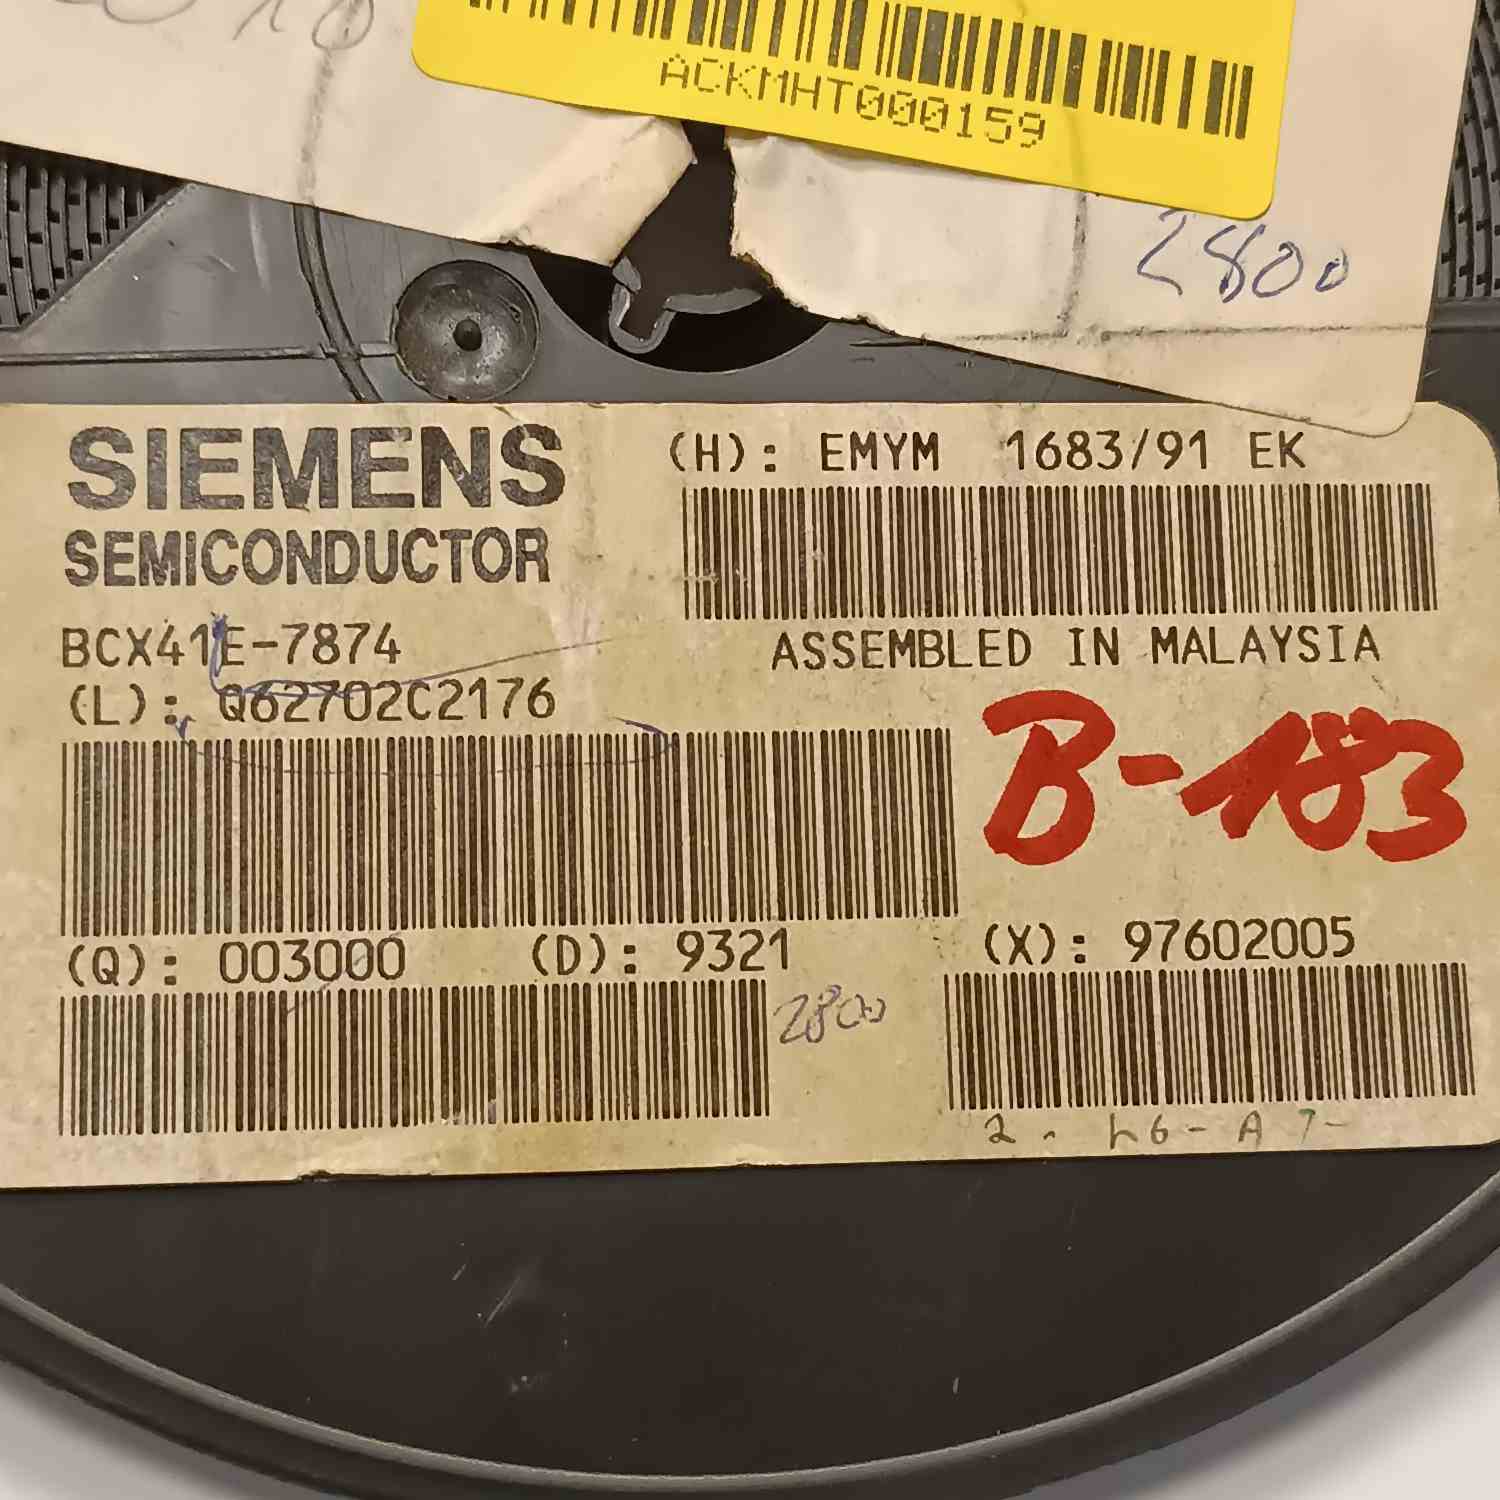 ACKMHT000159
2800
SIEMENS
SEMICONDUCTOR
(H): EMYM 1683/91 EK
BCX41E-7874
ASSEMBLED IN MALAYSIA
(L): Q62702C2176
B-183
(Q): 003000 (D): 9321
(X): 97602005
2800